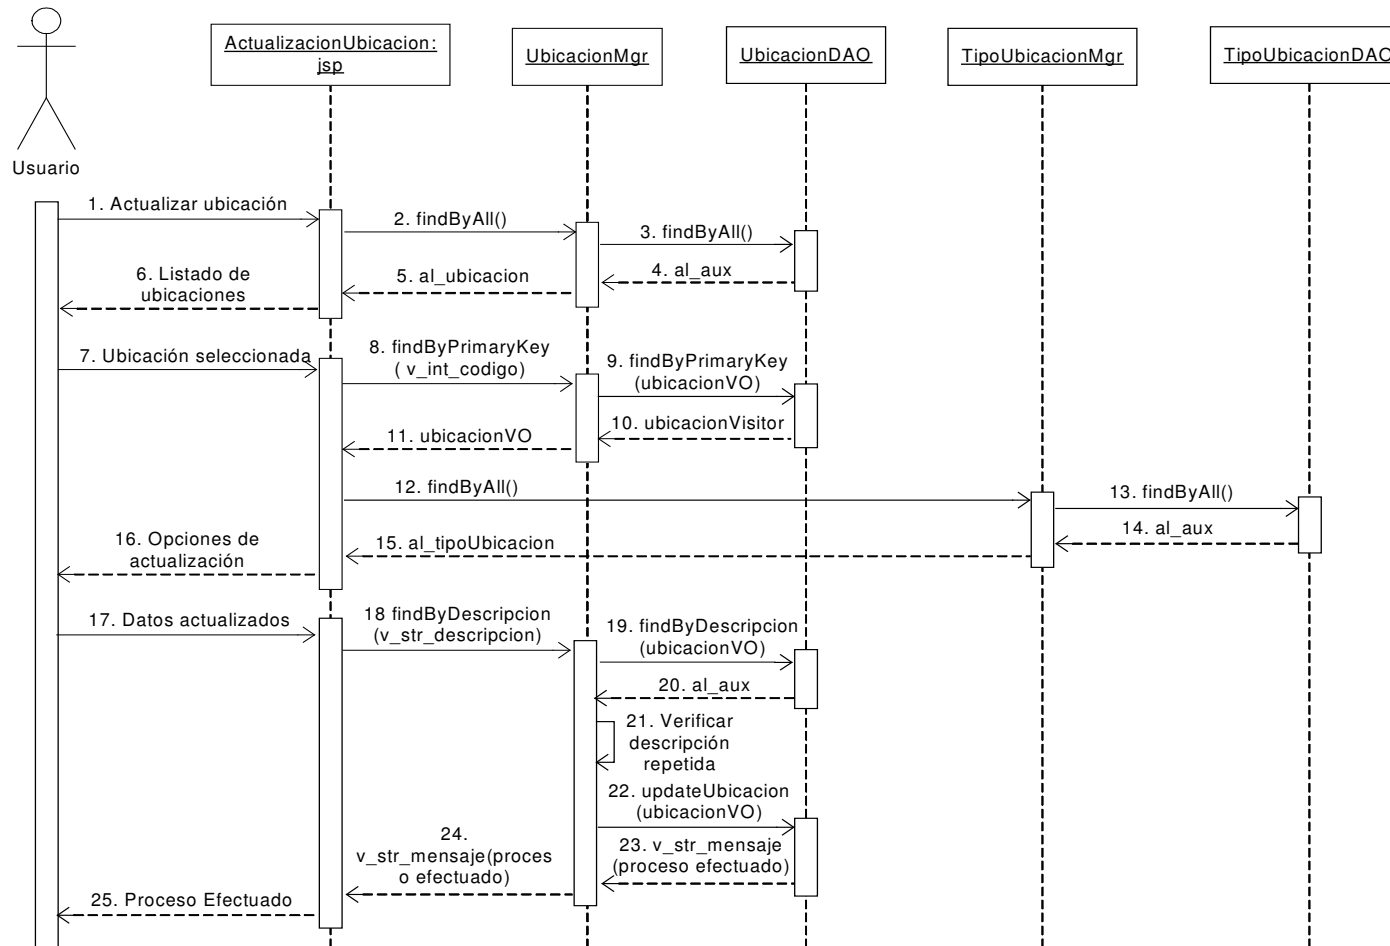 ActualizacionUbicacion:
jsp
UbicacionMgr
UbicacionDAO
TipoUbicacionMgr
TipoUbicacionDAO
Usuario
1. Actualizar ubicación
2. findByAll()
3. findByAll()
4. al_aux
5. al_ubicacion
6. Listado de
ubicaciones
7. Ubicación seleccionada
8. findByPrimaryKey
( v_int_codigo)
9. findByPrimaryKey
(ubicacionVO)
10. ubicacionVisitor
11. ubicacionVO
12. findByAll()
13. findByAll()
14. al_aux
15. al_tipoUbicacion
16. Opciones de
actualización
17. Datos actualizados
18 findByDescripcion
(v_str_descripcion)
19. findByDescripcion
(ubicacionVO)
20. al_aux
21. Verificar
descripción
repetida
22. updateUbicacion
(ubicacionVO)
23. v_str_mensaje
(proceso efectuado)
24.
v_str_mensaje(proces
o efectuado)
25. Proceso Efectuado